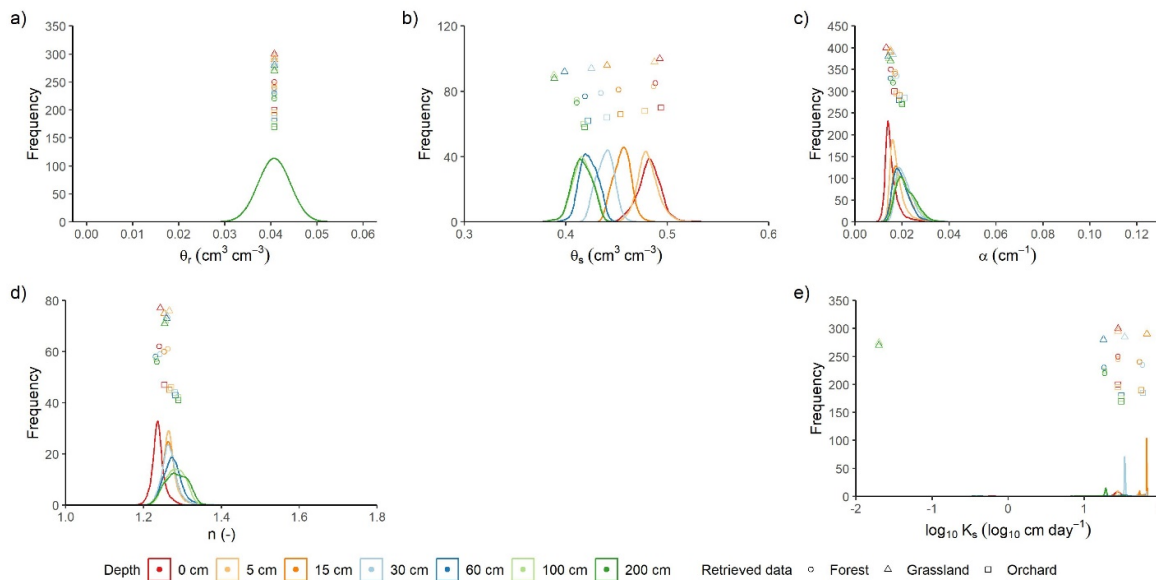 a)
350
300
250
200
150
100
50
0
Frequency
0.00 0.01 0.02 0.03 0.04 0.05 0.06
θr (cm³ cm⁻³)
b)
120
80
40
0
Frequency
0.3 0.4 0.5 0.6
θs (cm³ cm⁻³)
c)
450
400
350
300
250
200
150
100
50
0
Frequency
0.00 0.02 0.04 0.06 0.08 0.10 0.12
α (cm⁻¹)
d)
80
60
40
20
0
Frequency
1.0 1.2 1.4 1.6 1.8
n (-)
e)
350
300
250
200
150
100
50
0
Frequency
-2 -1 0 1 2
log₁₀ Ks (log₁₀ cm day⁻¹)
Depth 0 cm 5 cm 15 cm 30 cm 60 cm 100 cm 200 cm Retrieved data Forest Grassland Orchard